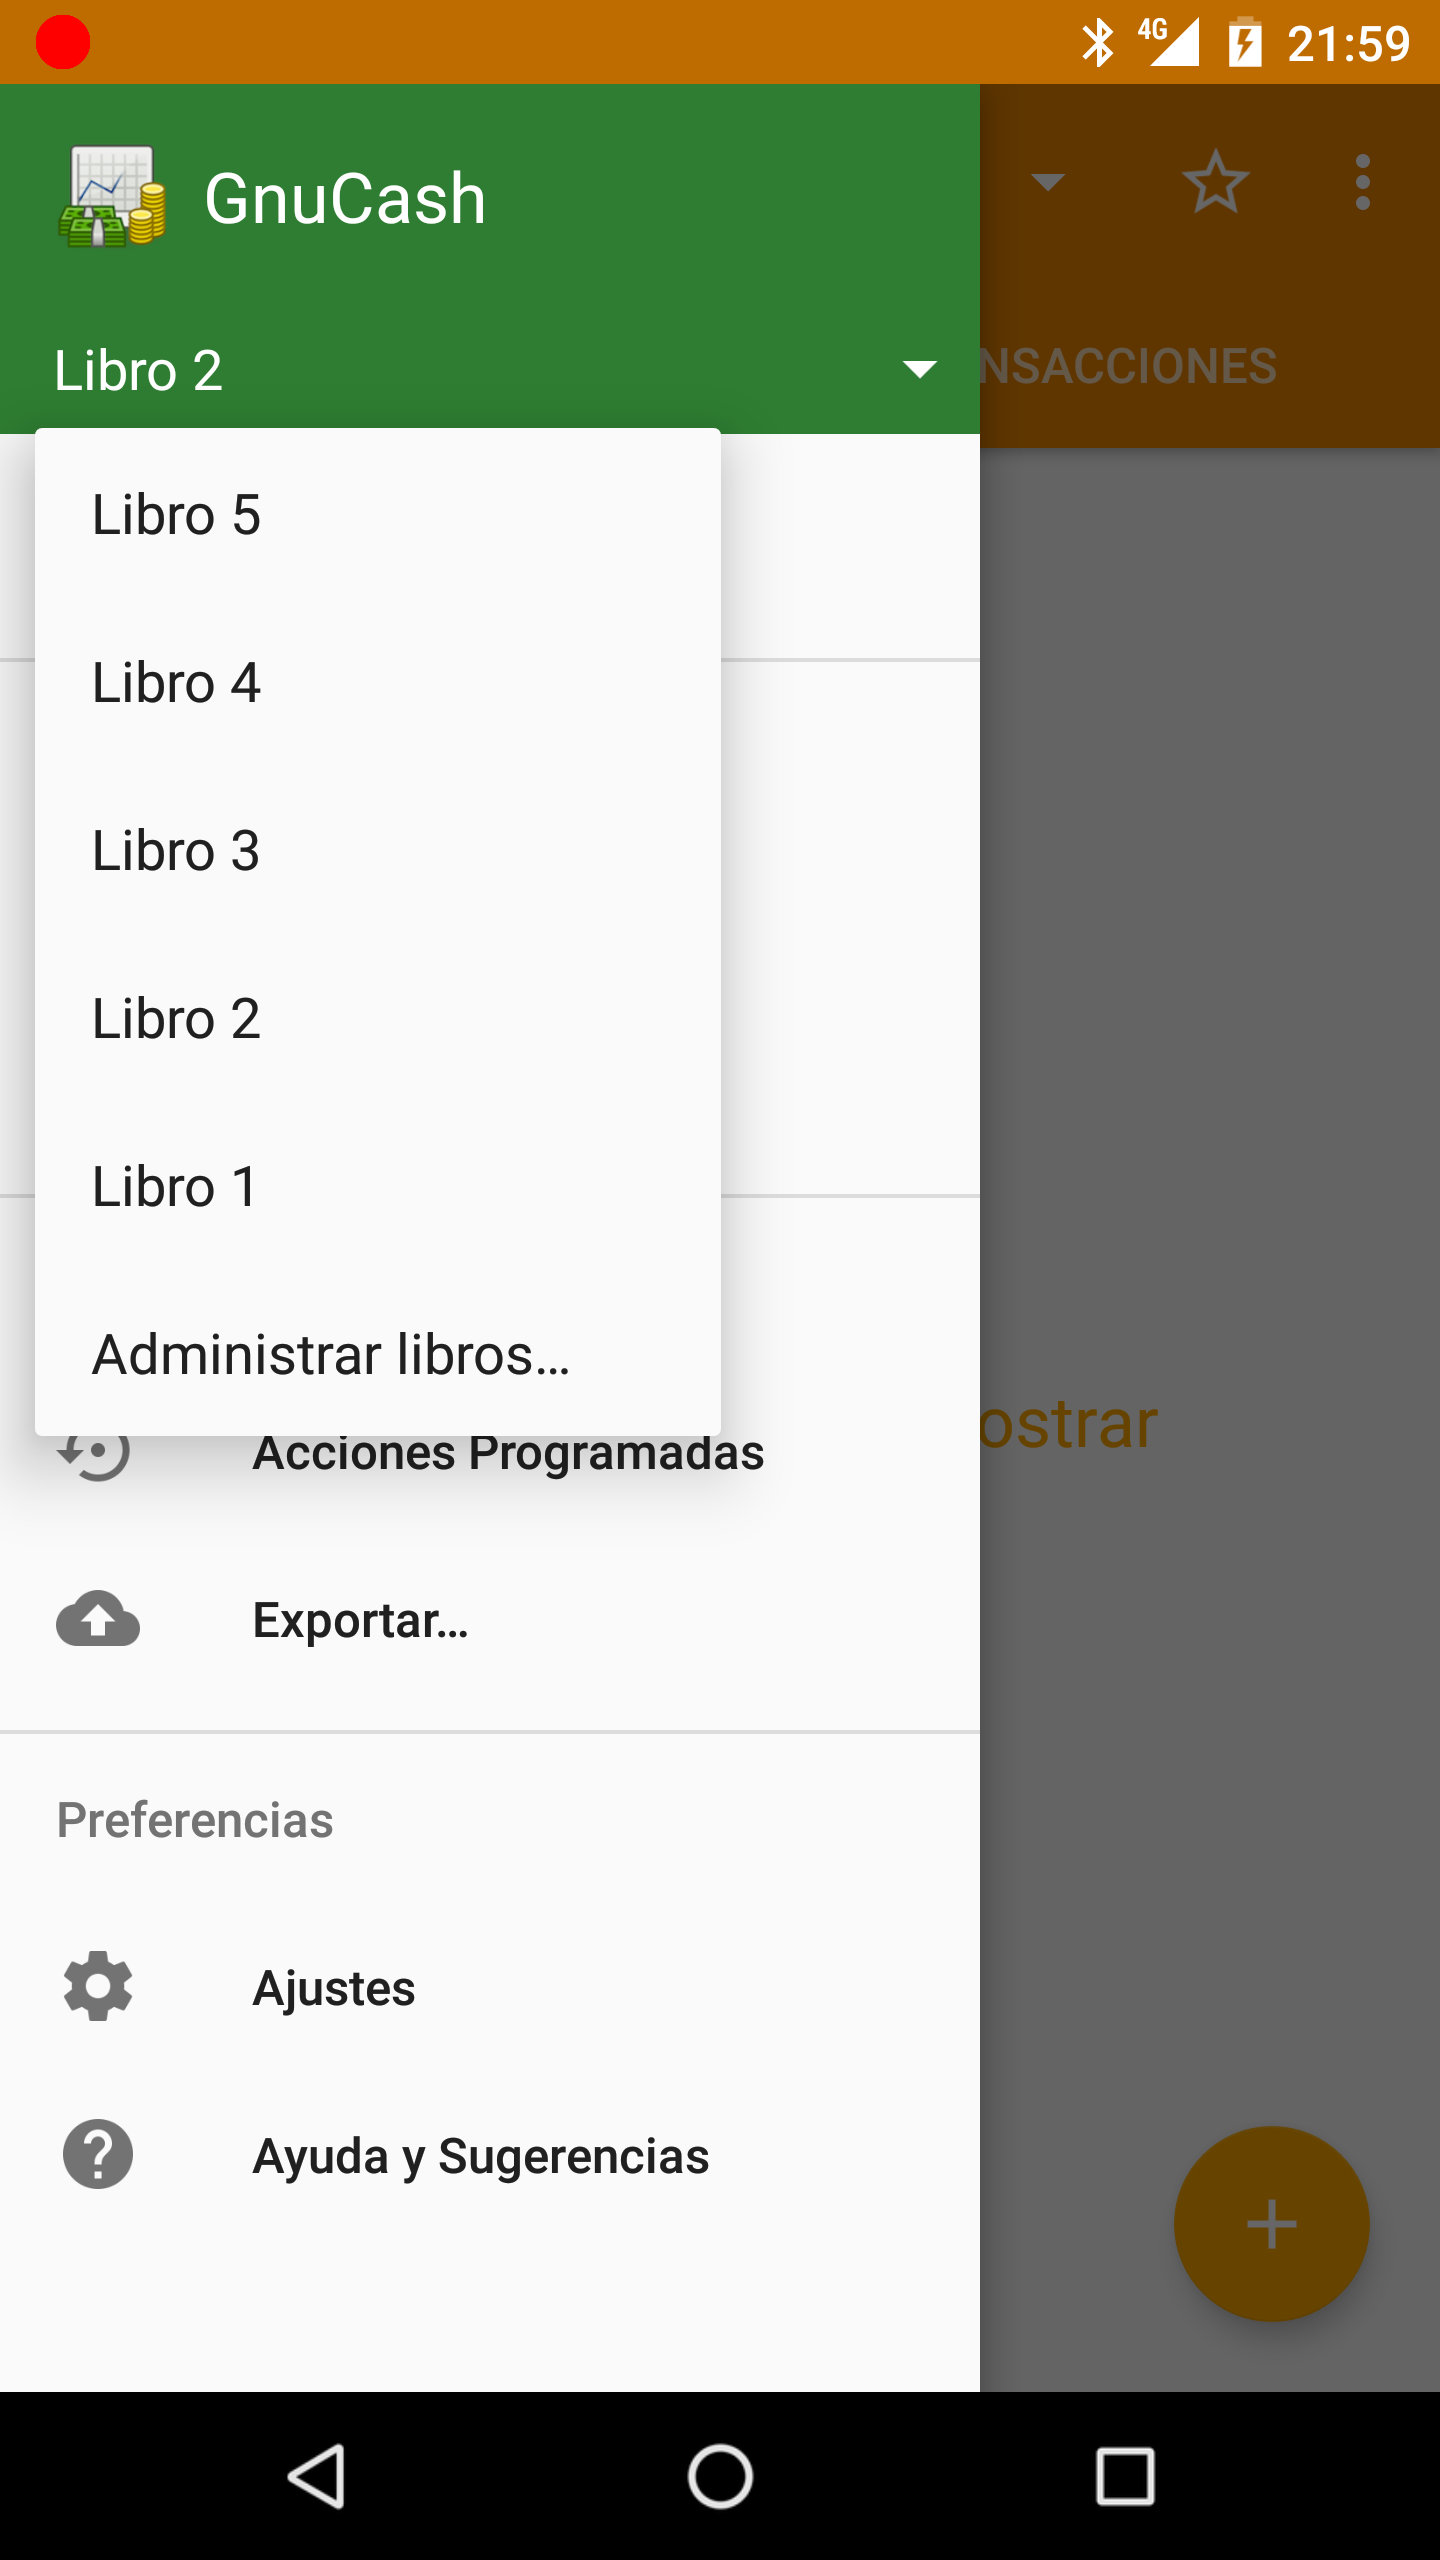 4G 21:59
GnuCash
Libro 2
NSACCIONES
Libro 5
Libro 4
Libro 3
Libro 2
Libro 1
Administrar libros...
ostrar
Acciones Programadas
Exportar...
Preferencias
Ajustes
Ayuda y Sugerencias